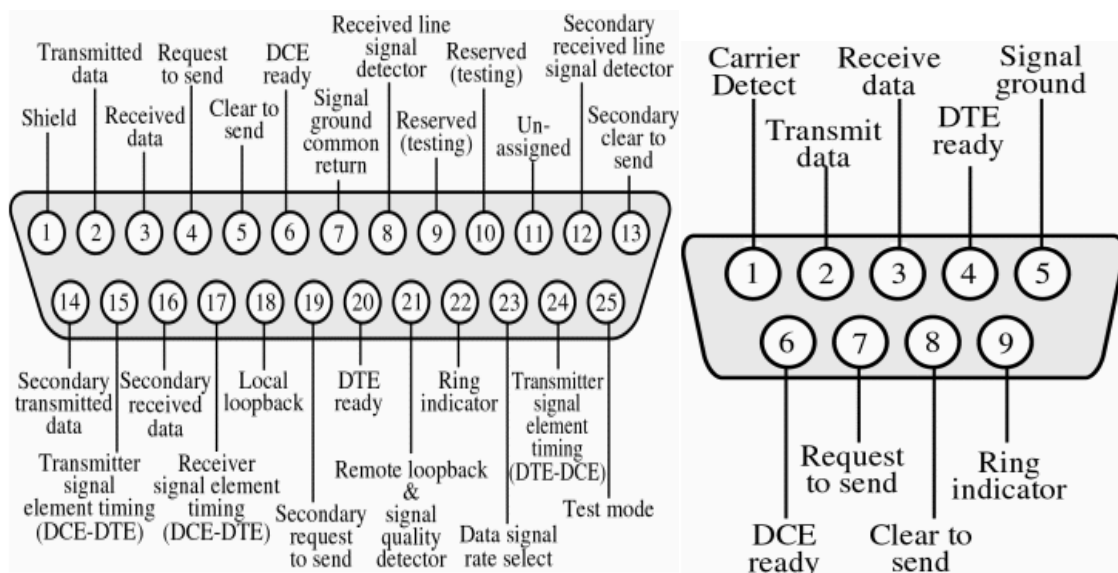 Shield
Transmitted
data
Received
data
Request
to send
Clear to
send
DCE
ready
Signal
ground
common
return
Received line
signal
detector
Reserved
(testing)
Reserved
(testing)
Un-
assigned
Secondary
received line
signal detector
Secondary
clear to
send
1 2 3 4 5 6 7 8 9 10 11 12 13
14 15 16 17 18 19 20 21 22 23 24 25
Secondary
transmitted
data
Transmitter
signal
element timing
(DCE-DTE)
Secondary
received
data
Receiver
signal element
timing
(DCE-DTE)
Local
loopback
Secondary
request
to send
DTE
ready
Remote loopback
&
signal
quality
detector
Ring
indicator
Data signal
rate select
Transmitter
signal
element
timing
(DTE-DCE)
Test mode
Carrier
Detect
Transmit
data
Receive
data
DTE
ready
Signal
ground
1 2 3 4 5
6 7 8 9
DCE
ready
Request
to send
Clear to
send
Ring
indicator